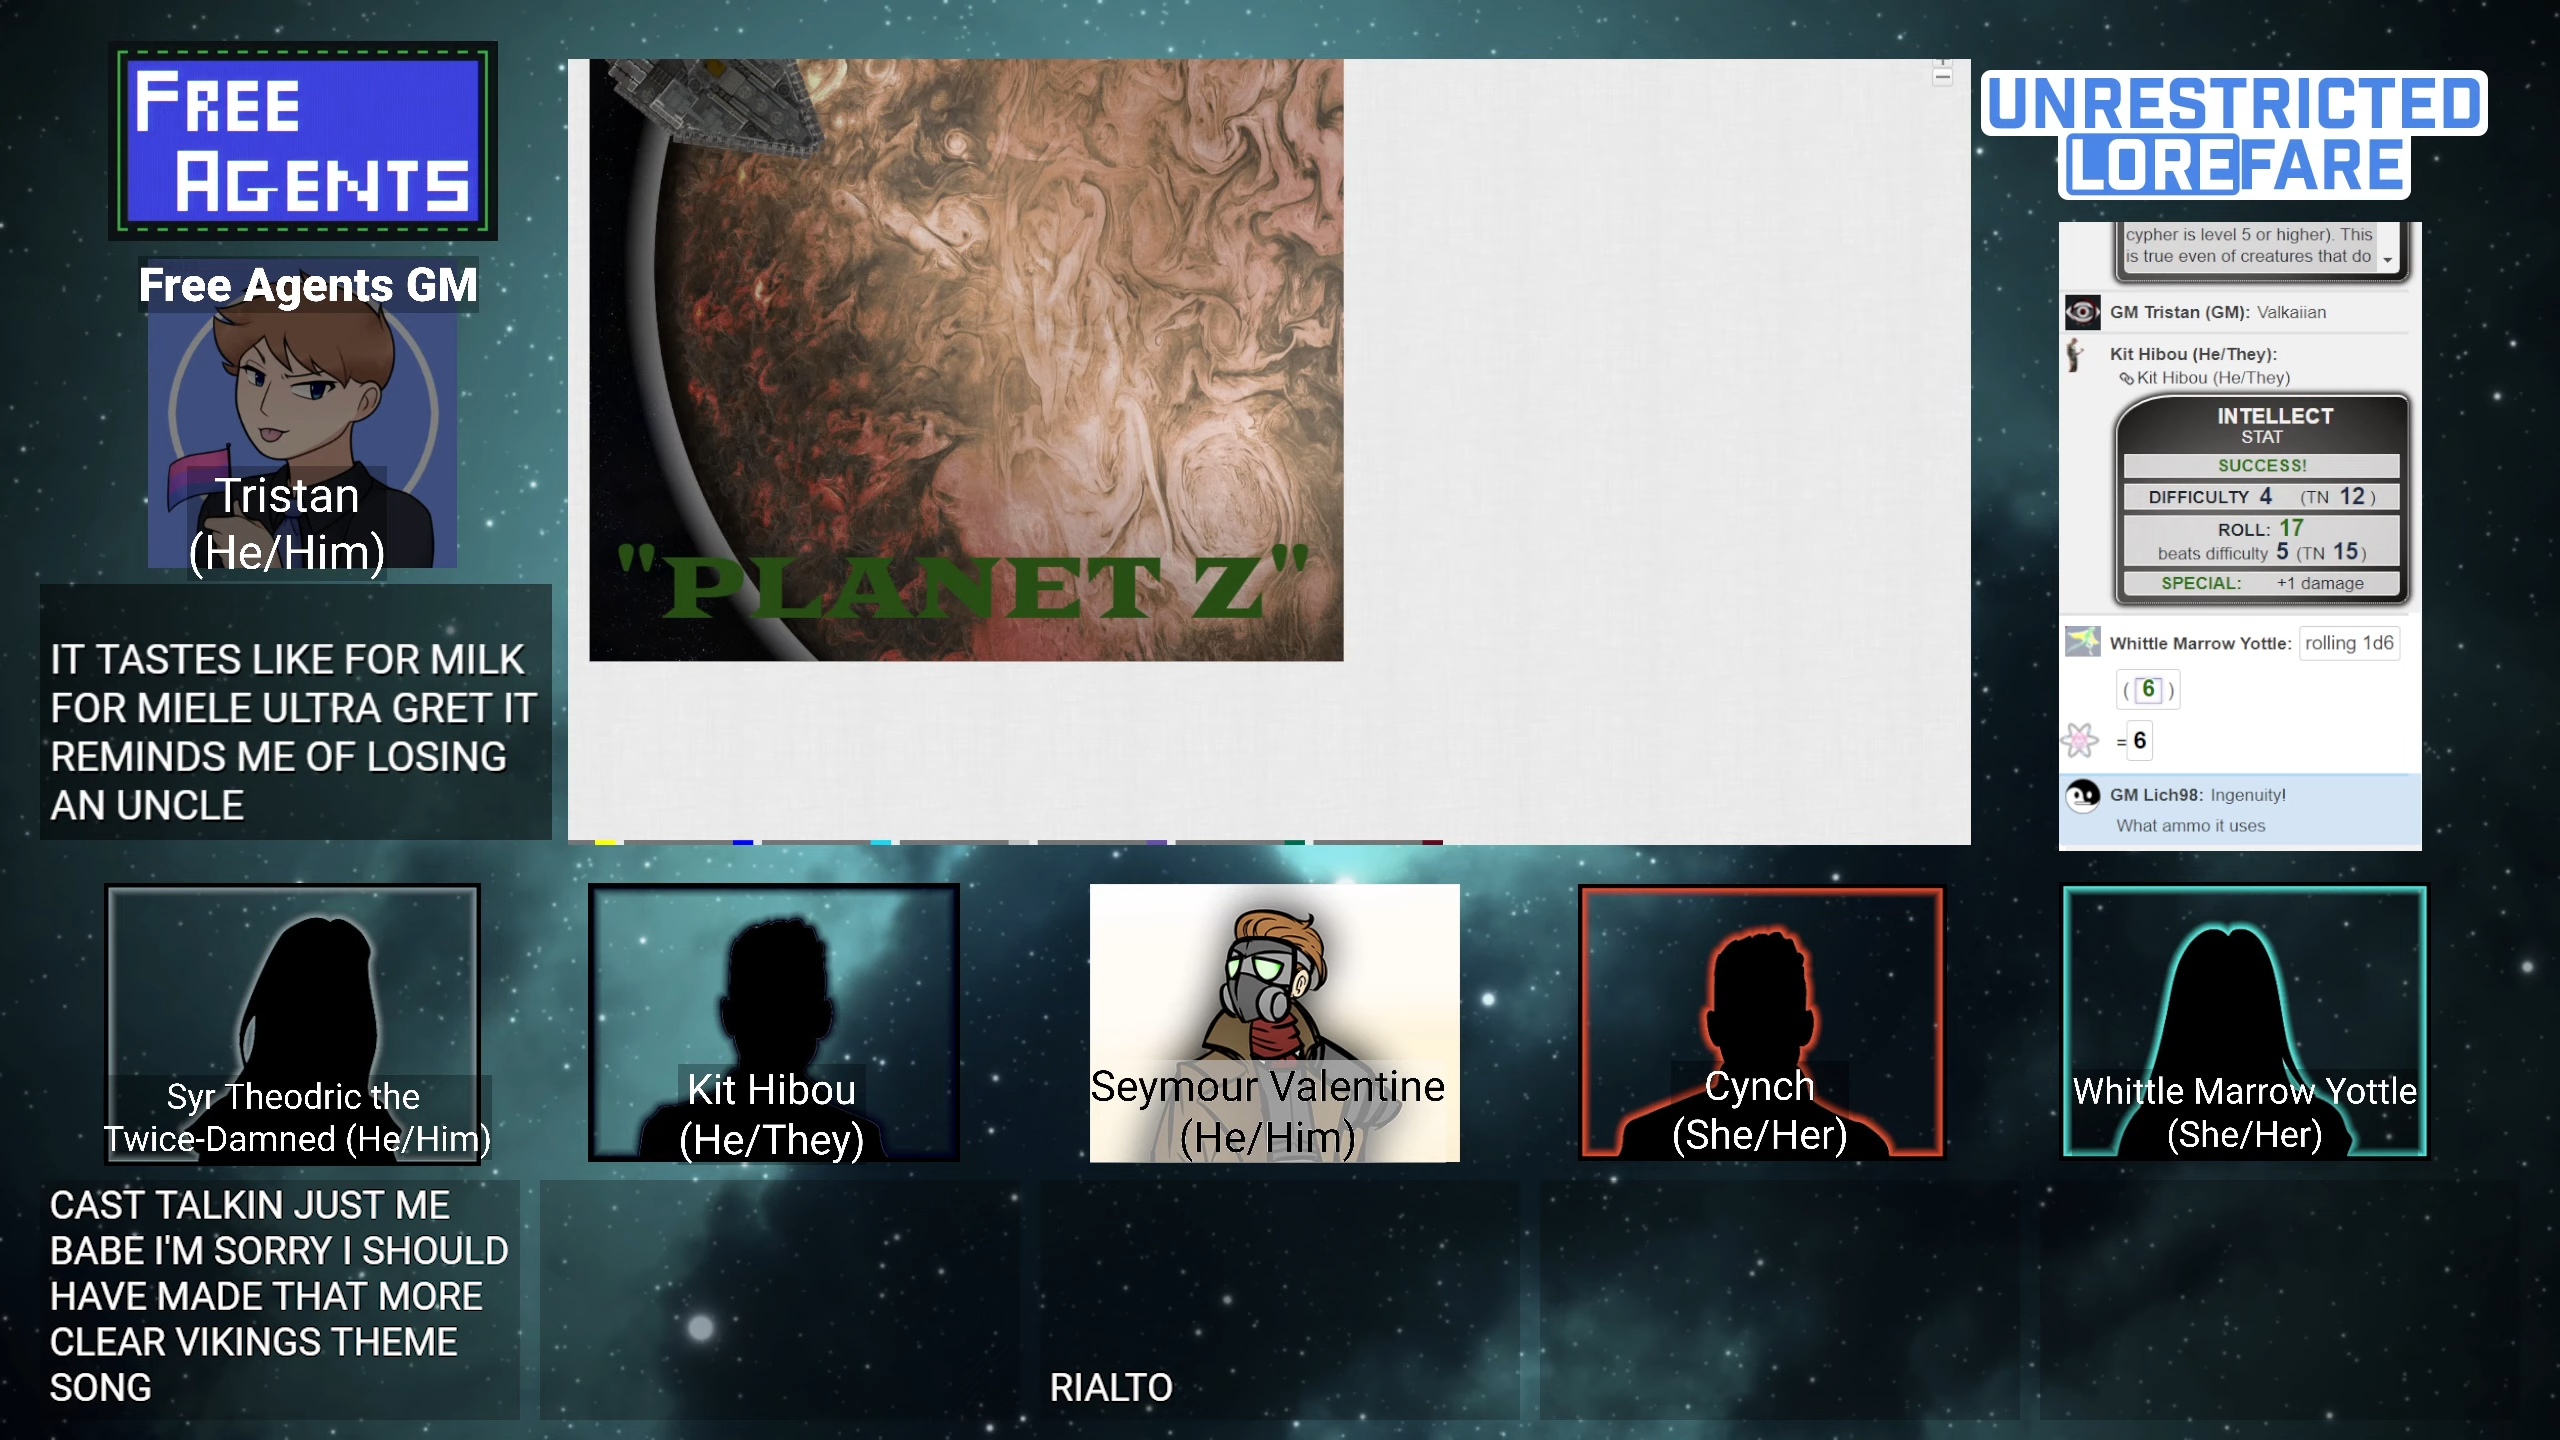 FREE
AGENTS
Free Agents GM
Tristan
(He/Him)
IT TASTES LIKE FOR MILK
FOR MIELE ULTRA GRET IT
REMINDS ME OF LOSING
AN UNCLE
"PLANET Z"
UNRESTRICTED
LOREFARE
cypher is level 5 or higher). This
is true even of creatures that do
GM Tristan (GM): Valkaiian
Kit Hibou (He/They):
Kit Hibou (He/They)
INTELLECT
STAT
SUCCESS!
DIFFICULTY 4 (TN 12 )
ROLL: 17
beats difficulty 5 (TN 15 )
SPECIAL: +1 damage
Whittle Marrow Yottle: rolling 1d6
( 6 )
= 6
GM Lich98: Ingenuity!
What ammo it uses
Syr Theodric the
Twice-Damned (He/Him)
Kit Hibou
(He/They)
Seymour Valentine
(He/Him)
Cynch
(She/Her)
Whittle Marrow Yottle
(She/Her)
CAST TALKIN JUST ME
BABE I'M SORRY I SHOULD
HAVE MADE THAT MORE
CLEAR VIKINGS THEME
SONG
RIALTO